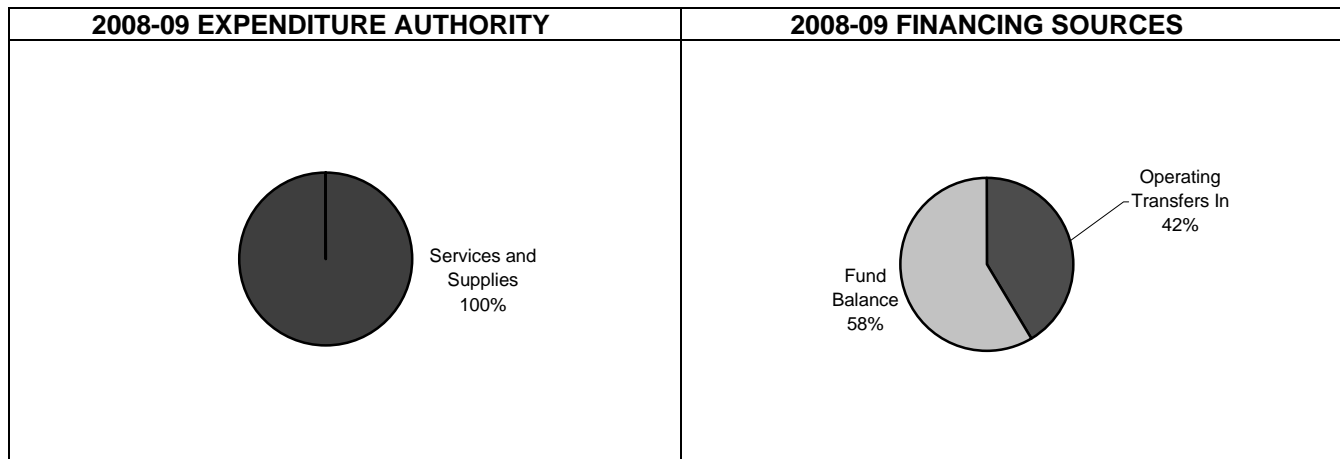 2008-09 EXPENDITURE AUTHORITY
2008-09 FINANCING SOURCES
Services and
Supplies
100%
Operating
Transfers In
42%
Fund
Balance
58%